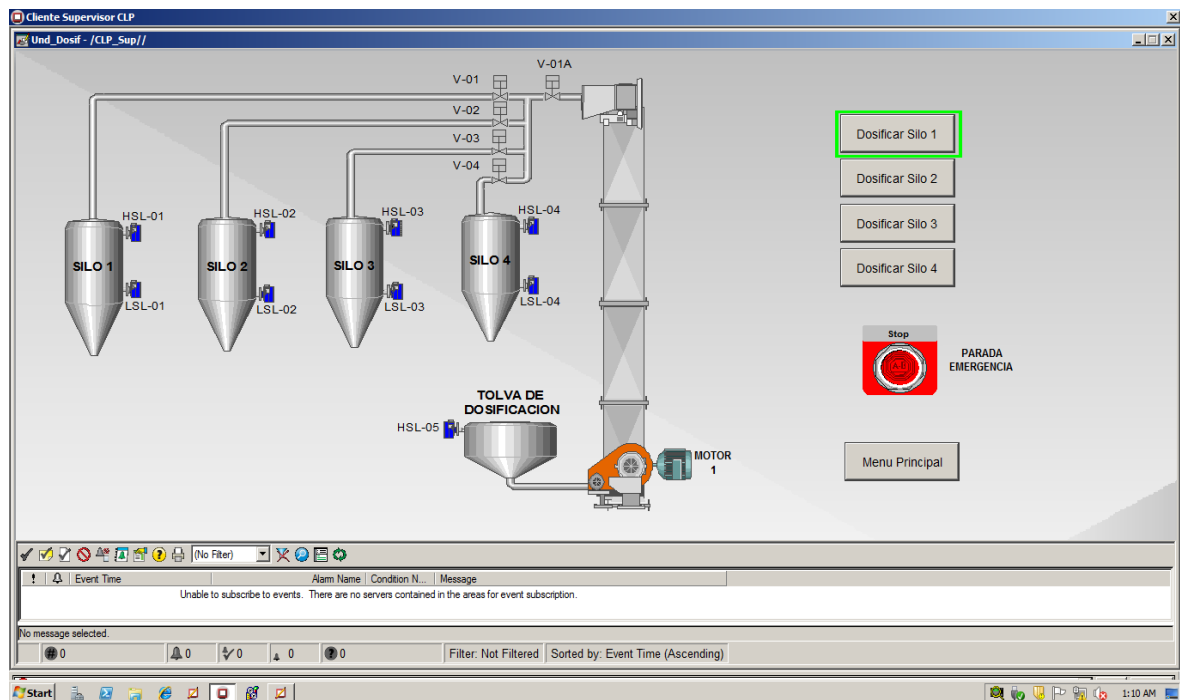 Cliente Supervisor CLP
Und_Dosif - /CLP_Sup//
V-01A
V-01
V-02
V-03
V-04
Dosificar Silo 1
Dosificar Silo 2
Dosificar Silo 3
Dosificar Silo 4
HSL-01
HSL-02
HSL-03
HSL-04
SILO 1
SILO 2
SILO 3
SILO 4
LSL-01
LSL-02
LSL-03
LSL-04
Stop
A-B
PARADA
EMERGENCIA
TOLVA DE
DOSIFICACION
HSL-05
MOTOR
1
Menu Principal
(No Filter)
! Event Time Alarm Name Condition N... Message
Unable to subscribe to events. There are no servers contained in the areas for event subscription.
No message selected.
0 0 0 0 0 Filter: Not Filtered Sorted by: Event Time (Ascending)
Start 1:10 AM